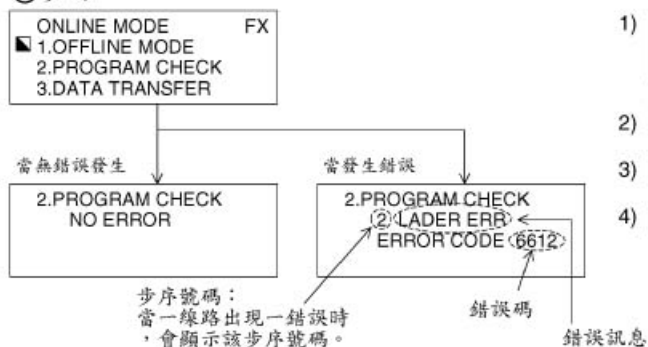 ONLINE MODE FX
1.OFFLINE MODE
2.PROGRAM CHECK
3.DATA TRANSFER
1)
2)
3)
4)
當無錯誤發生
當發生錯誤
2.PROGRAM CHECK
NO ERROR
2.PROGRAM CHECK
2 LADER ERR
ERROR CODE 6612
步序號碼：
當一線路出現一錯誤時
，會顯示該步序號碼。
錯誤碼
錯誤訊息